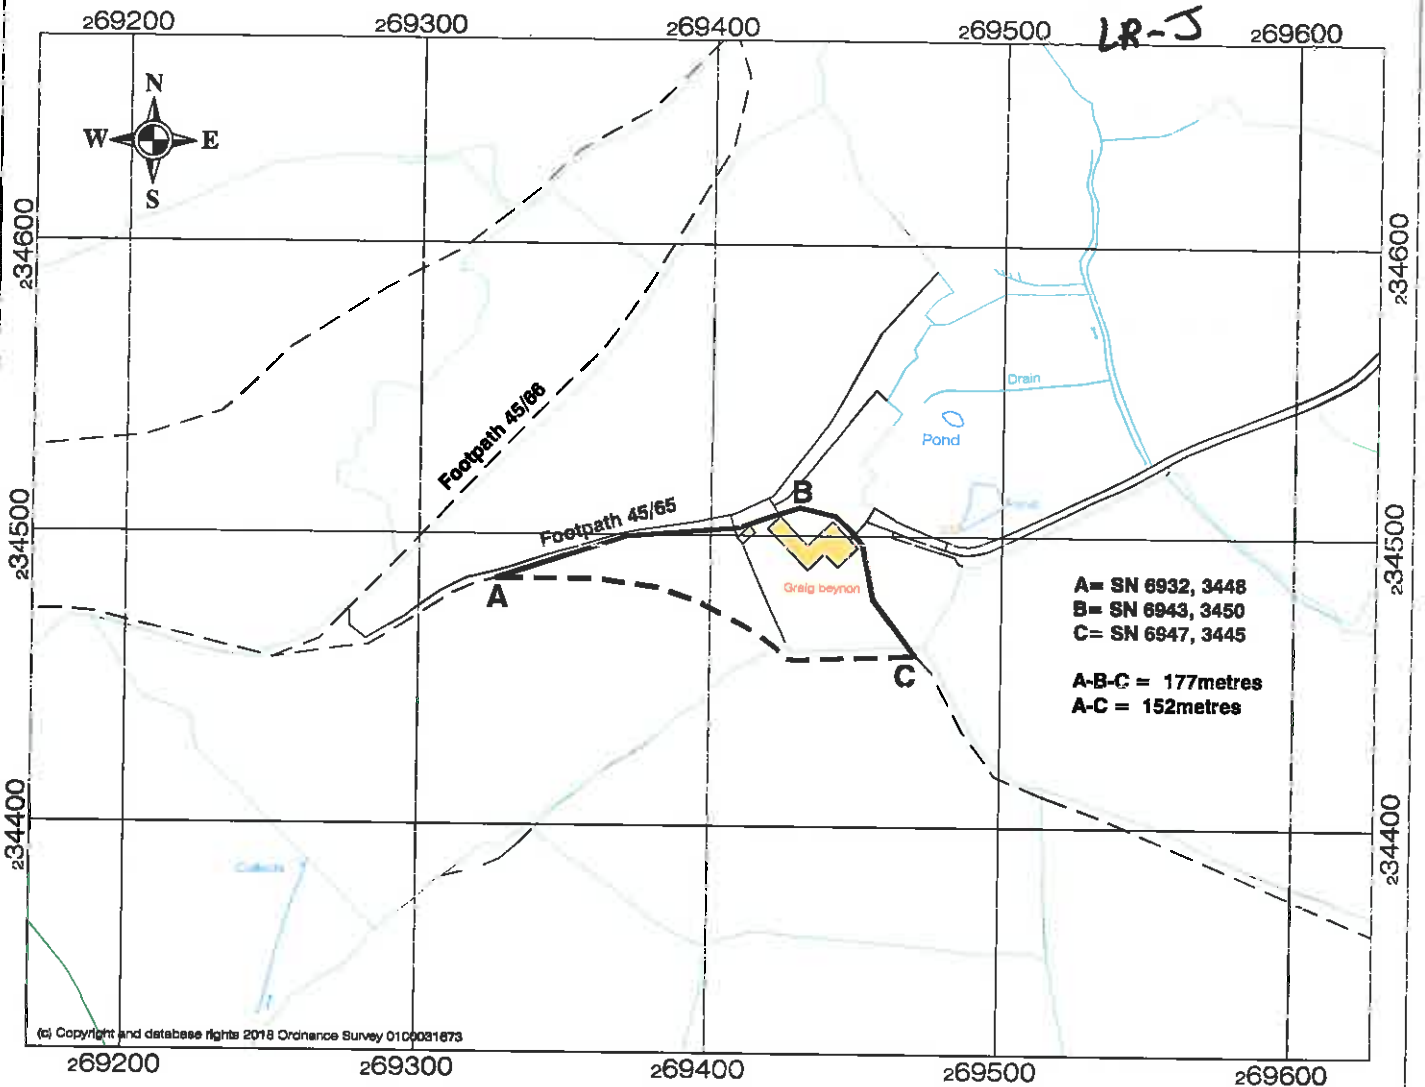 LR-J
269200 269300 269400 269500 269600
N
W E
S
234600 234600
Footpath 45/66
Drain
Pond
B
Footpath 45/65
234500 234500
A
Graig beynon
A= SN 6932, 3448
B= SN 6943, 3450
C= SN 6947, 3445
C
A-B-C = 177metres
A-C = 152metres
234400 234400
(c) Copyright and database rights 2018 Ordnance Survey 0100031673
269200 269300 269400 269500 269600